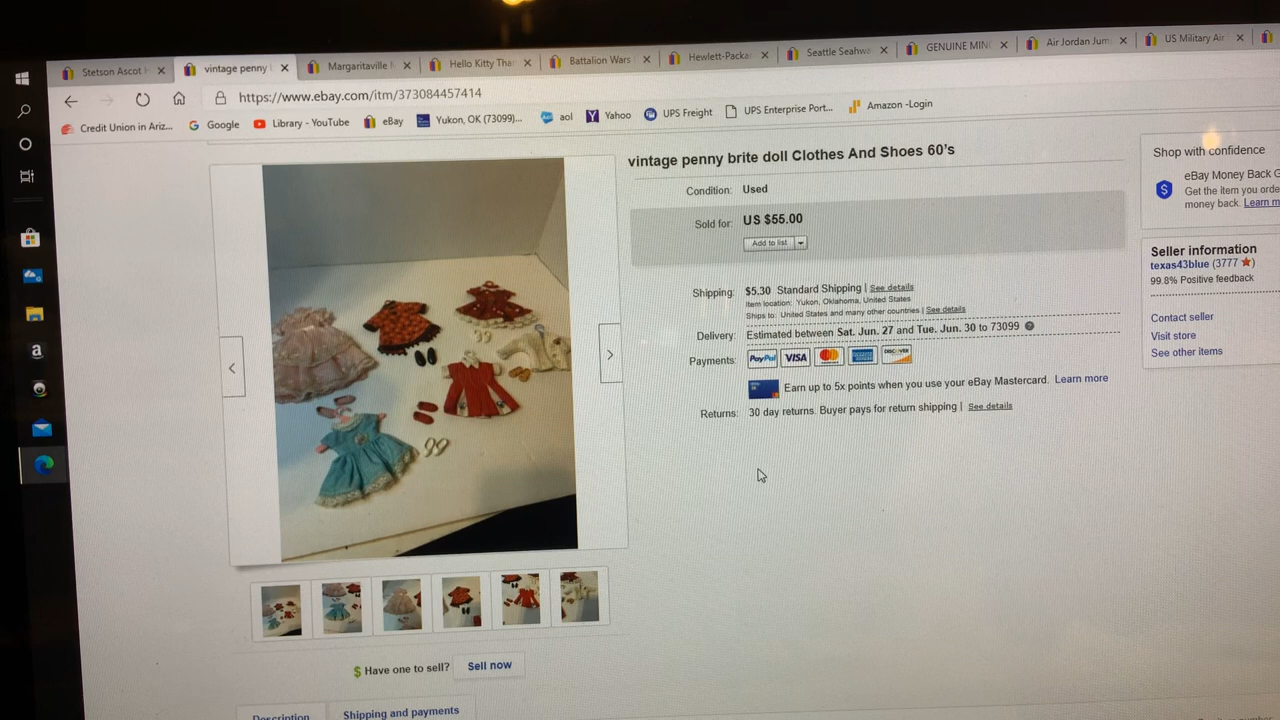 Stetson Ascot
vintage penny
Margaritaville
Hello Kitty
Battalion Wars
Hewlett-Packa
Seattle Seahw
GENUINE
Air Jordan Jum
US Military Air
https://www.ebay.com/itm/373084457414
Credit Union in Ariz...
Google
Library - YouTube
eBay
Yukon, OK (73099)...
aol
Yahoo
UPS Freight
UPS Enterprise Port...
Amazon -Login
vintage penny brite doll Clothes And Shoes 60's
Condition: Used
Sold for: US $55.00
Add to list
Shipping: $5.30 Standard Shipping | See details
Item location: Yukon, Oklahoma, United States
Ships to: United States and many other countries | See details
Delivery: Estimated between Sat. Jun. 27 and Tue. Jun. 30 to 73099
Payments: PayPal VISA MasterCard DISCOVER
Earn up to 5x points when you use your eBay Mastercard. Learn more
Returns: 30 day returns. Buyer pays for return shipping | See details
Shop with confidence
eBay Money Back G
Get the item you orde
money back. Learn m
Seller information
texas43blue (3777)
99.8% Positive feedback
Contact seller
Visit store
See other items
$ Have one to sell? Sell now
Description
Shipping and payments